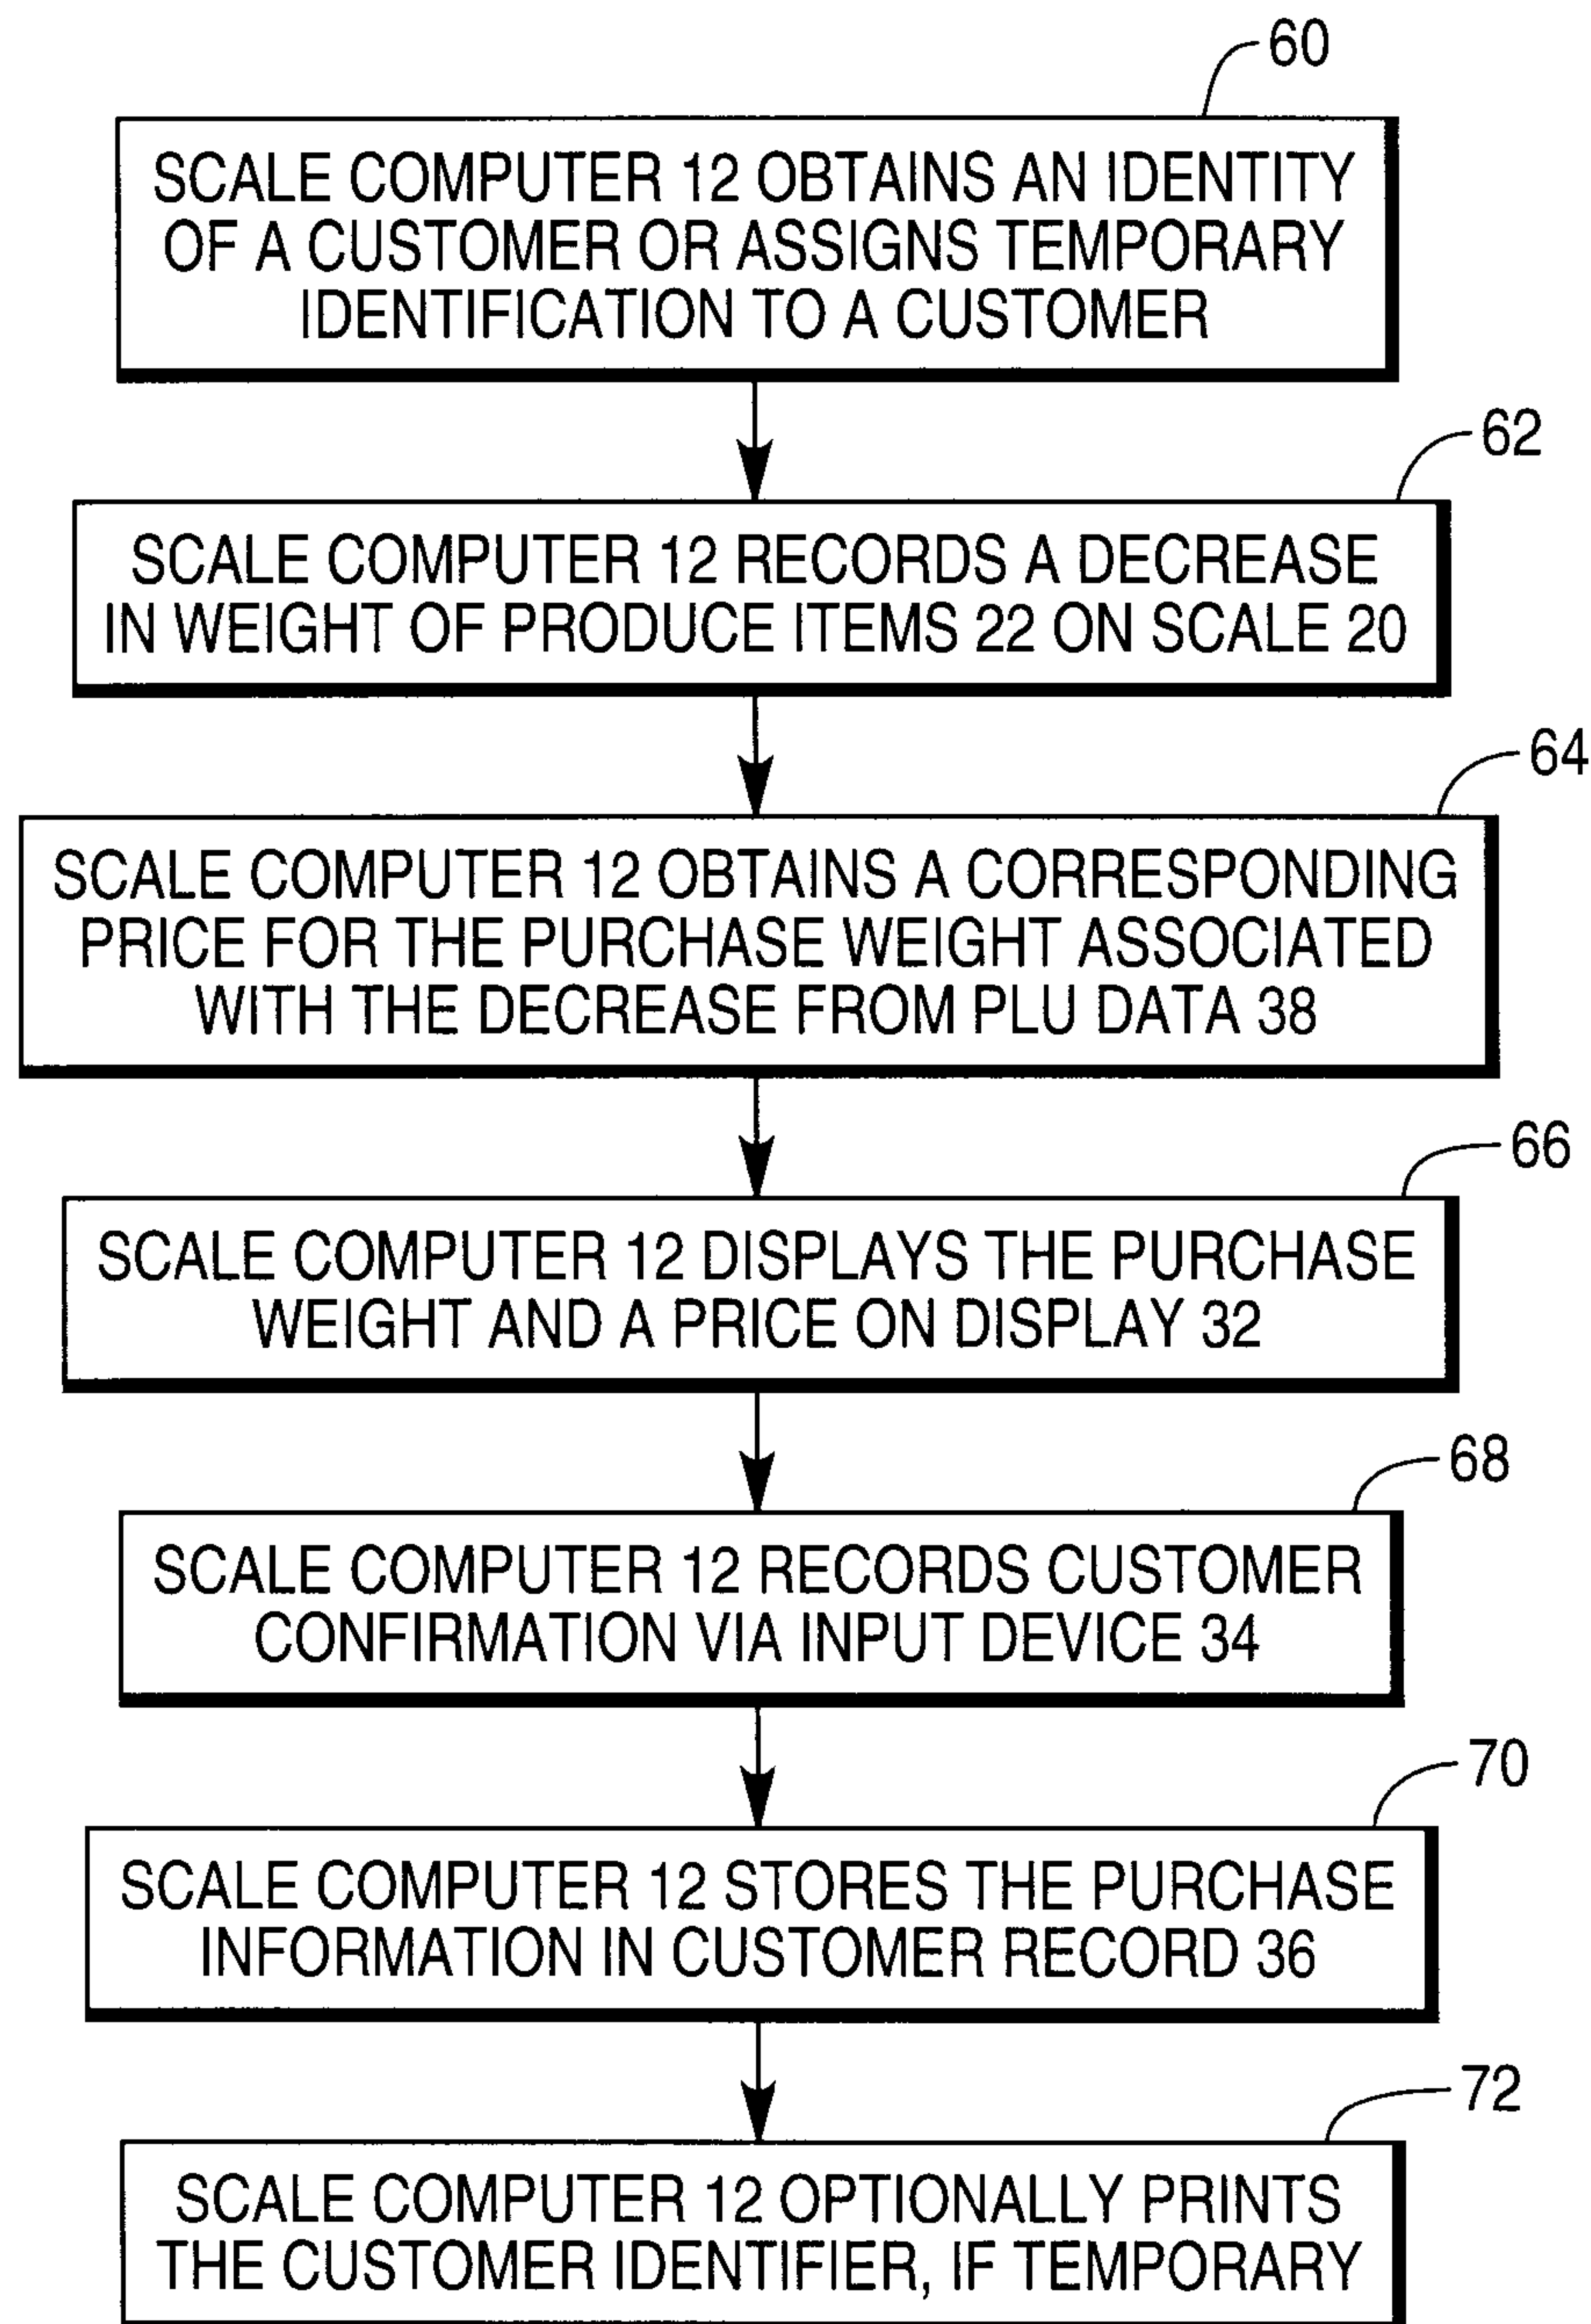 60
SCALE COMPUTER 12 OBTAINS AN IDENTITY
OF A CUSTOMER OR ASSIGNS TEMPORARY
IDENTIFICATION TO A CUSTOMER
62
SCALE COMPUTER 12 RECORDS A DECREASE
IN WEIGHT OF PRODUCE ITEMS 22 ON SCALE 20
64
SCALE COMPUTER 12 OBTAINS A CORRESPONDING
PRICE FOR THE PURCHASE WEIGHT ASSOCIATED
WITH THE DECREASE FROM PLU DATA 38
66
SCALE COMPUTER 12 DISPLAYS THE PURCHASE
WEIGHT AND A PRICE ON DISPLAY 32
68
SCALE COMPUTER 12 RECORDS CUSTOMER
CONFIRMATION VIA INPUT DEVICE 34
70
SCALE COMPUTER 12 STORES THE PURCHASE
INFORMATION IN CUSTOMER RECORD 36
72
SCALE COMPUTER 12 OPTIONALLY PRINTS
THE CUSTOMER IDENTIFIER, IF TEMPORARY